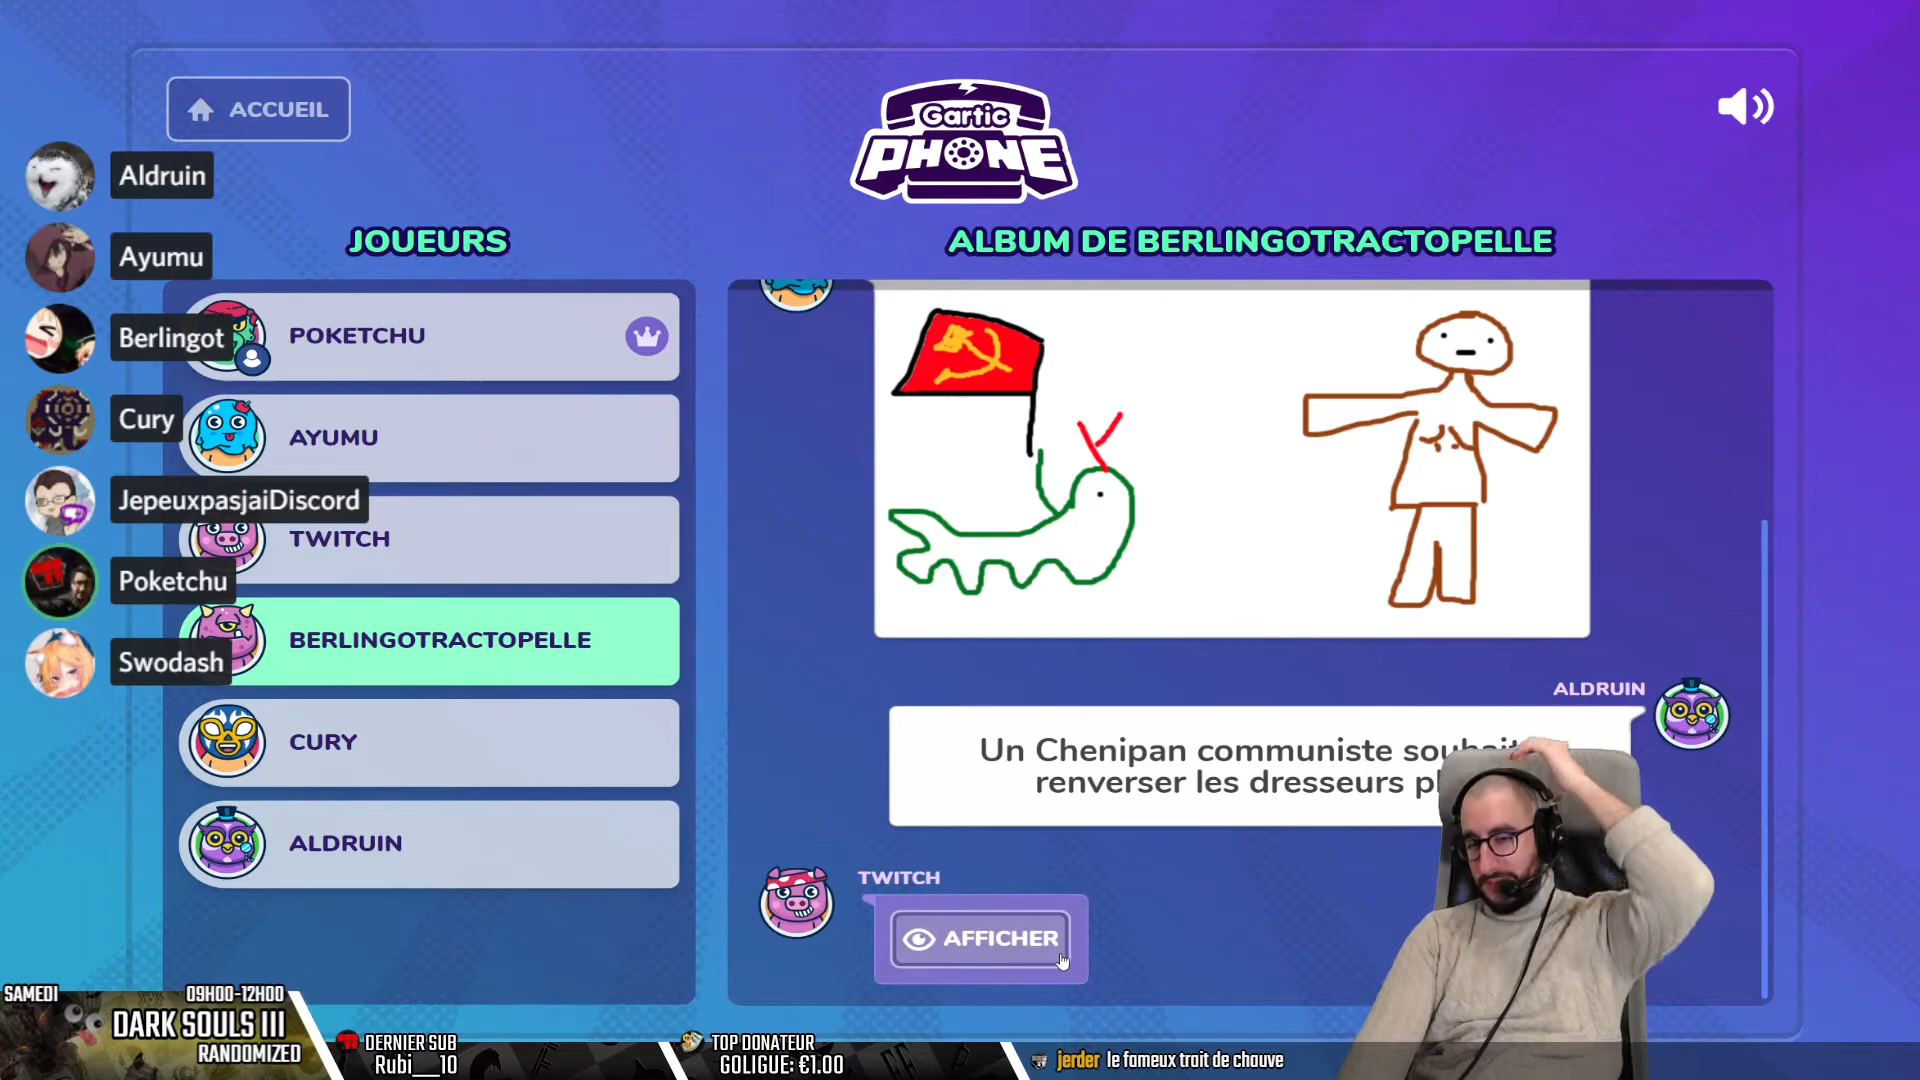 ACCUEIL
Gartic
PHONE
Aldruin
Ayumu
Berlingot
Cury
JepeuxpasjaiDiscord
Poketchu
Swodash
JOUEURS
POKETCHU
AYUMU
TWITCH
BERLINGOTRACTOPELLE
CURY
ALDRUIN
ALBUM DE BERLINGOTRACTOPELLE
ALDRUIN
Un Chenipan communiste
renverser les dresseurs
TWITCH
AFFICHER
SAMEDI
09H00-12H00
DARK SOULS III
RANDOMIZED
DERNIER SUB
Rubi___10
TOP DONATEUR
GOLIGUE: €1.00
jerder le fameux trait de chauve